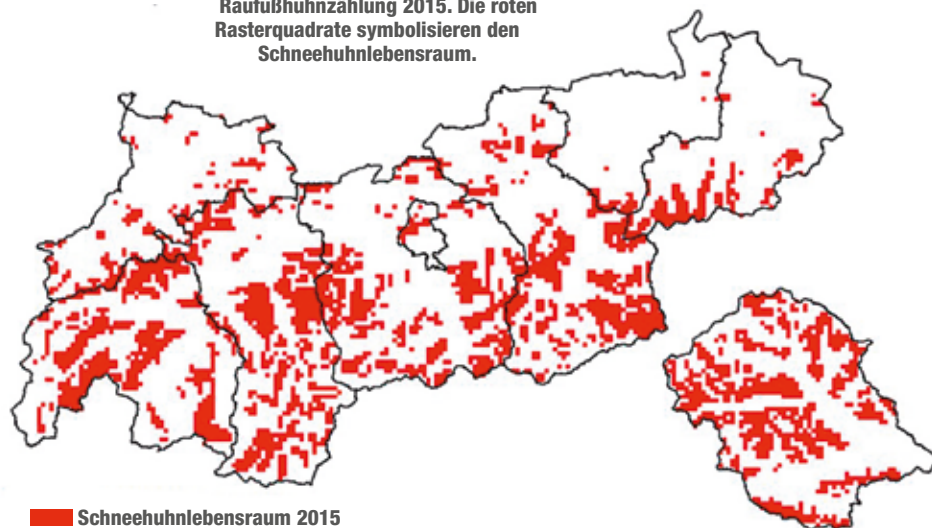 Raufußhuhnzählung 2015. Die roten
Rasterquadrate symbolisieren den
Schneehuhnlebensraum.
Schneehuhnlebensraum 2015